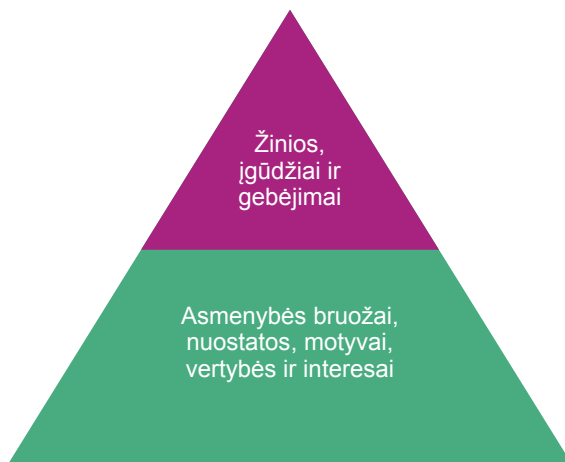 Žinios,
įgūdžiai ir
gebėjimai
Asmenybės bruožai,
nuostatos, motyvai,
vertybės ir interesai